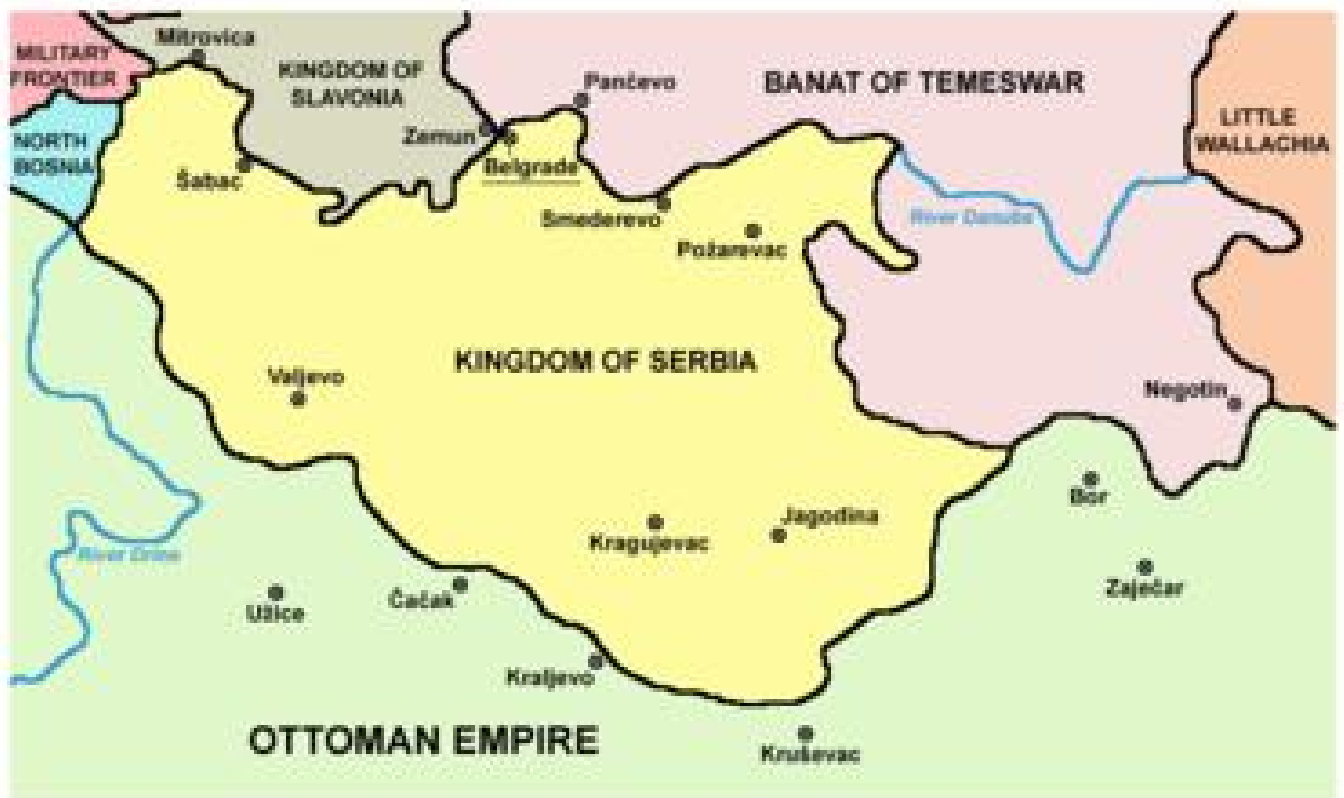 Mitrovica
MILITARY
FRONTIER
KINGDOM OF
SLAVONIA
Pančevo
BANAT OF TEMESWAR
LITTLE
WALLACHIA
NORTH
BOSNIA
Zemun
Belgrade
Šabac
Smederevo
River Danube
Požarevac
KINGDOM OF SERBIA
Valjevo
Negotin
Bor
Jagodina
Kragujevac
River Drina
Zaječar
Užice
Čačak
Kraljevo
OTTOMAN EMPIRE
Kruševac